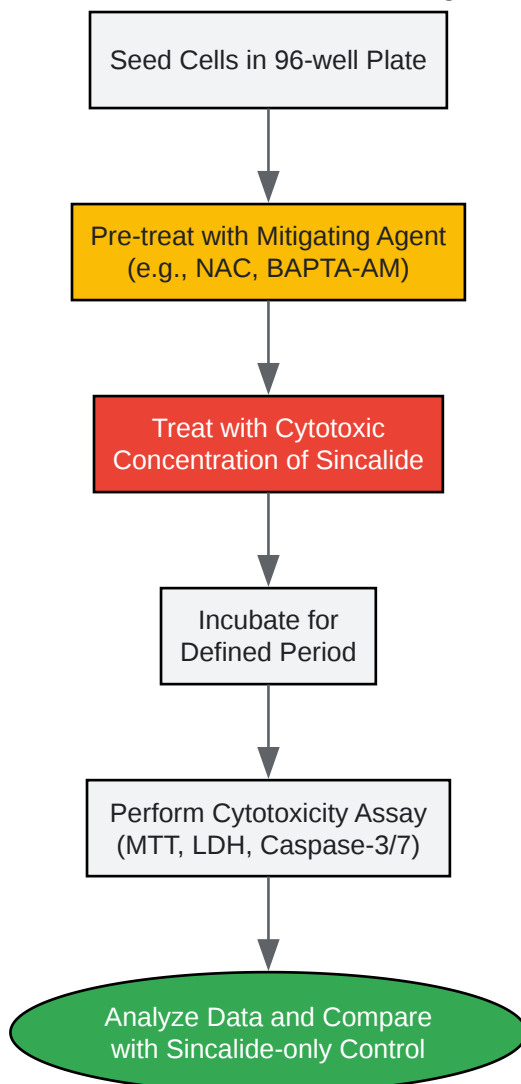 Seed Cells in 96-well Plate
Pre-treat with Mitigating Agent
(e.g., NAC, BAPTA-AM)
Treat with Cytotoxic
Concentration of Sincalide
Incubate for
Defined Period
Perform Cytotoxicity Assay
(MTT, LDH, Caspase-3/7)
Analyze Data and Compare
with Sincalide-only Control